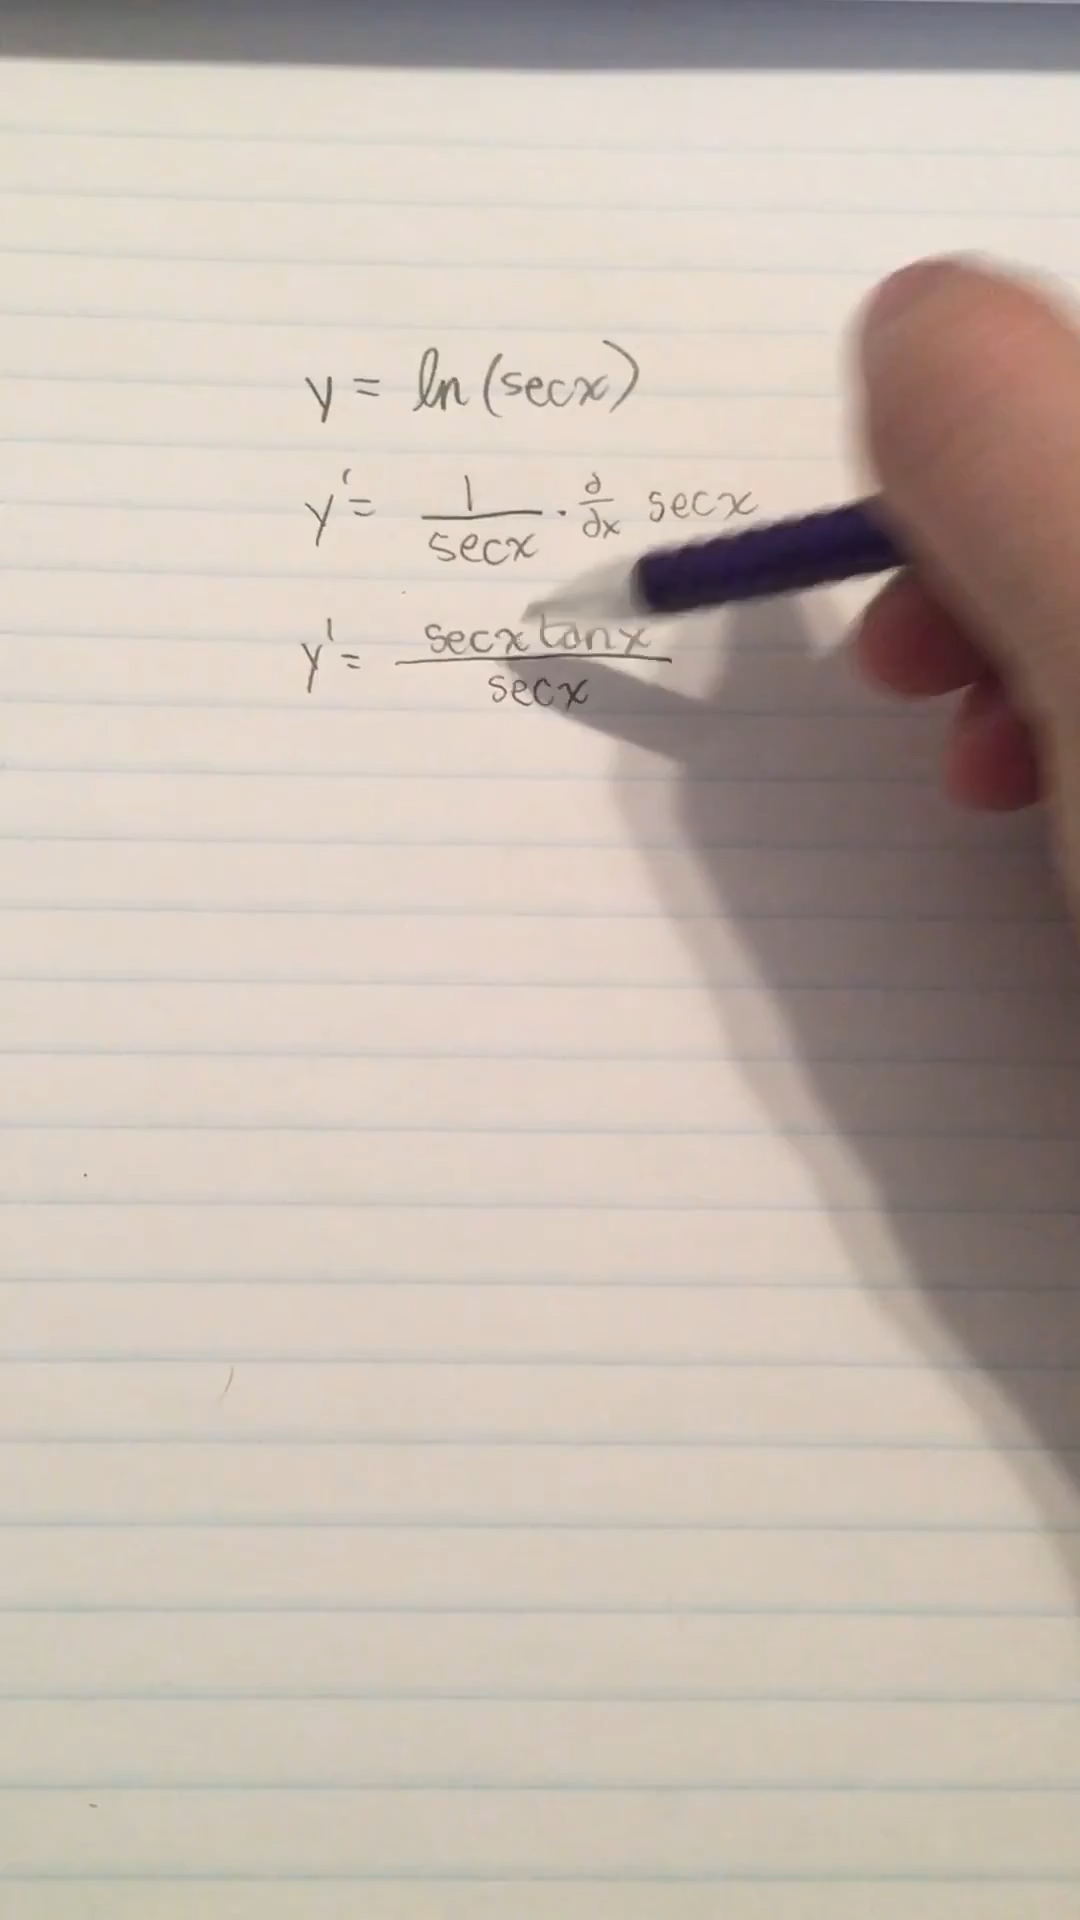 y = ln(secx)
y' = 1/secx · d/dx secx
y' = secx tanx/secx